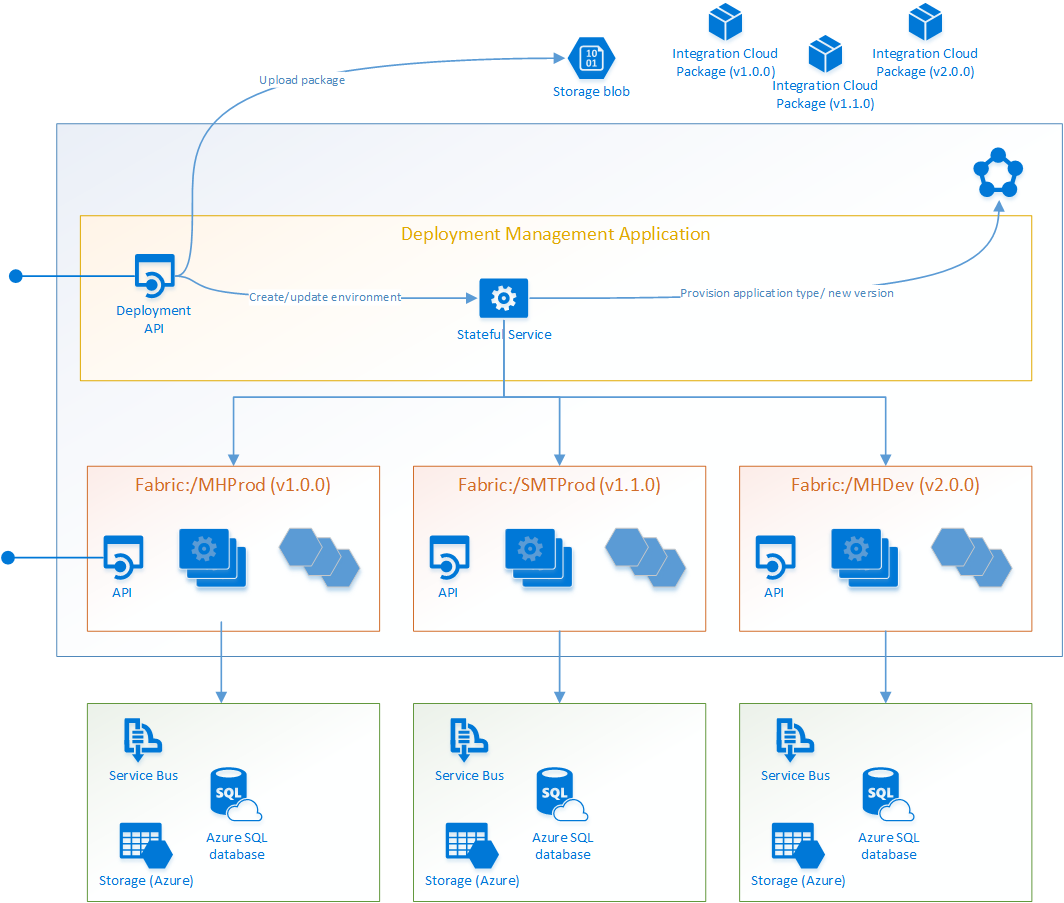 Upload package
10
01
Storage blob
Integration Cloud
Package (v1.0.0)
Integration Cloud
Package (v1.1.0)
Integration Cloud
Package (v2.0.0)
Deployment Management Application
Deployment
API
Create/update environment
Stateful Service
Provision application type/ new version
Fabric:/MHProd (v1.0.0)
API
Fabric:/SMTProd (v1.1.0)
API
Fabric:/MHDev (v2.0.0)
API
Service Bus
SQL
Azure SQL
database
Storage (Azure)
Service Bus
SQL
Azure SQL
database
Storage (Azure)
Service Bus
SQL
Azure SQL
database
Storage (Azure)